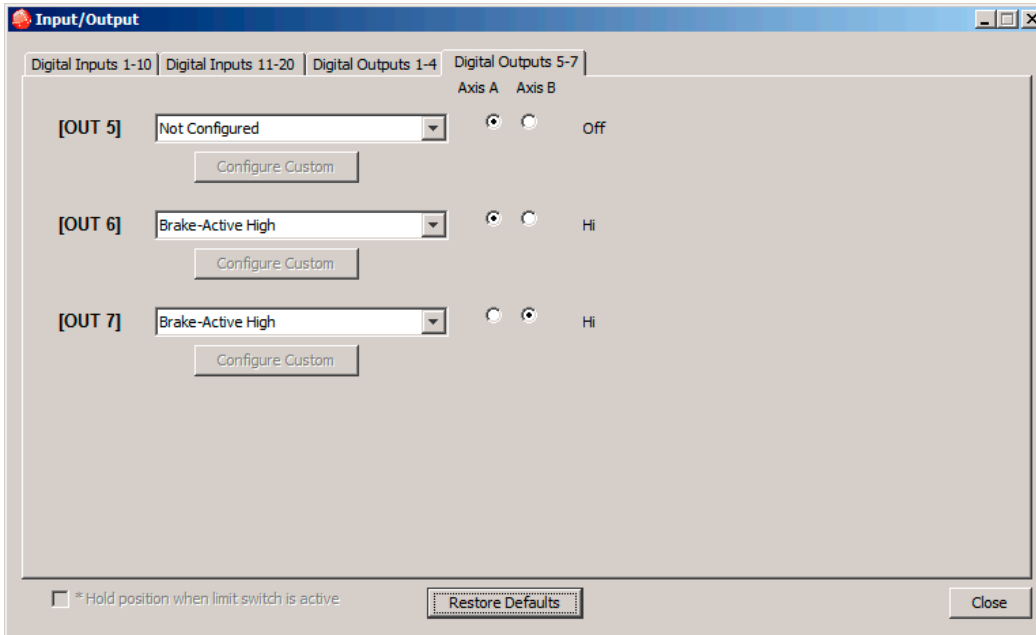 Input/Output
Digital Inputs 1-10 Digital Inputs 11-20 Digital Outputs 1-4 Digital Outputs 5-7
Axis A Axis B
[OUT 5] Not Configured Off
Configure Custom
[OUT 6] Brake-Active High Hi
Configure Custom
[OUT 7] Brake-Active High Hi
Configure Custom
* Hold position when limit switch is active Restore Defaults Close